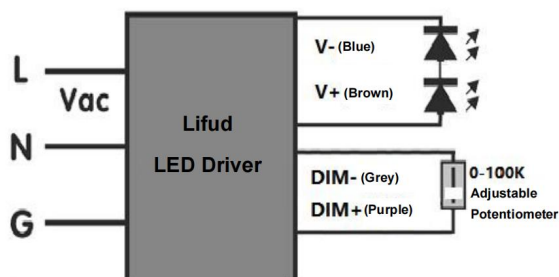 L
Vac
N
G
Lifud
LED Driver
V- (Blue)
V+ (Brown)
DIM- (Grey)
DIM+ (Purple)
0-100K
Adjustable
Potentiometer